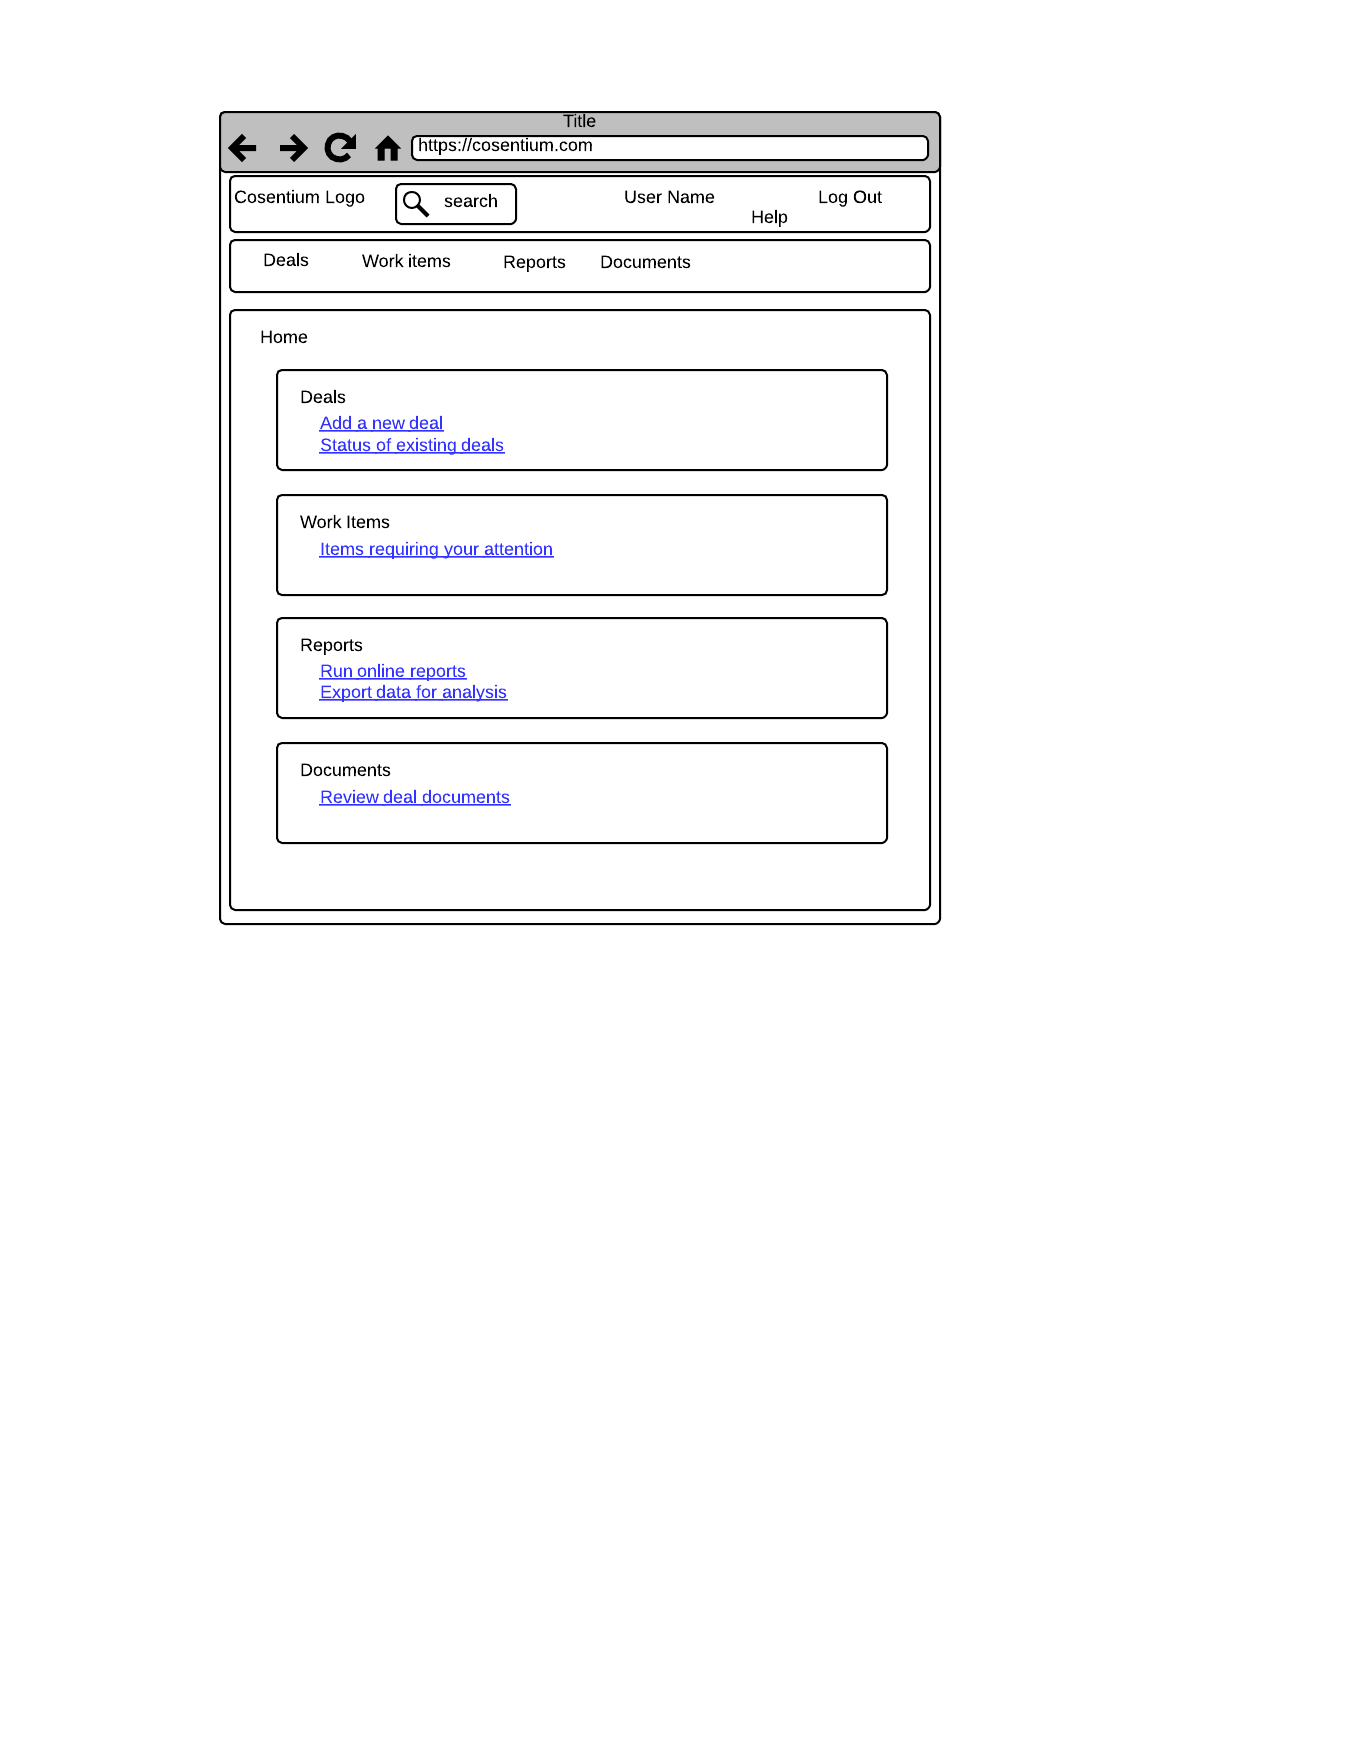 Title
https://cosentium.com
Cosentium Logo search User Name Log Out
Help
Deals Work items Reports Documents
Home
Deals
Add a new deal
Status of existing deals
Work Items
Items requiring your attention
Reports
Run online reports
Export data for analysis
Documents
Review deal documents